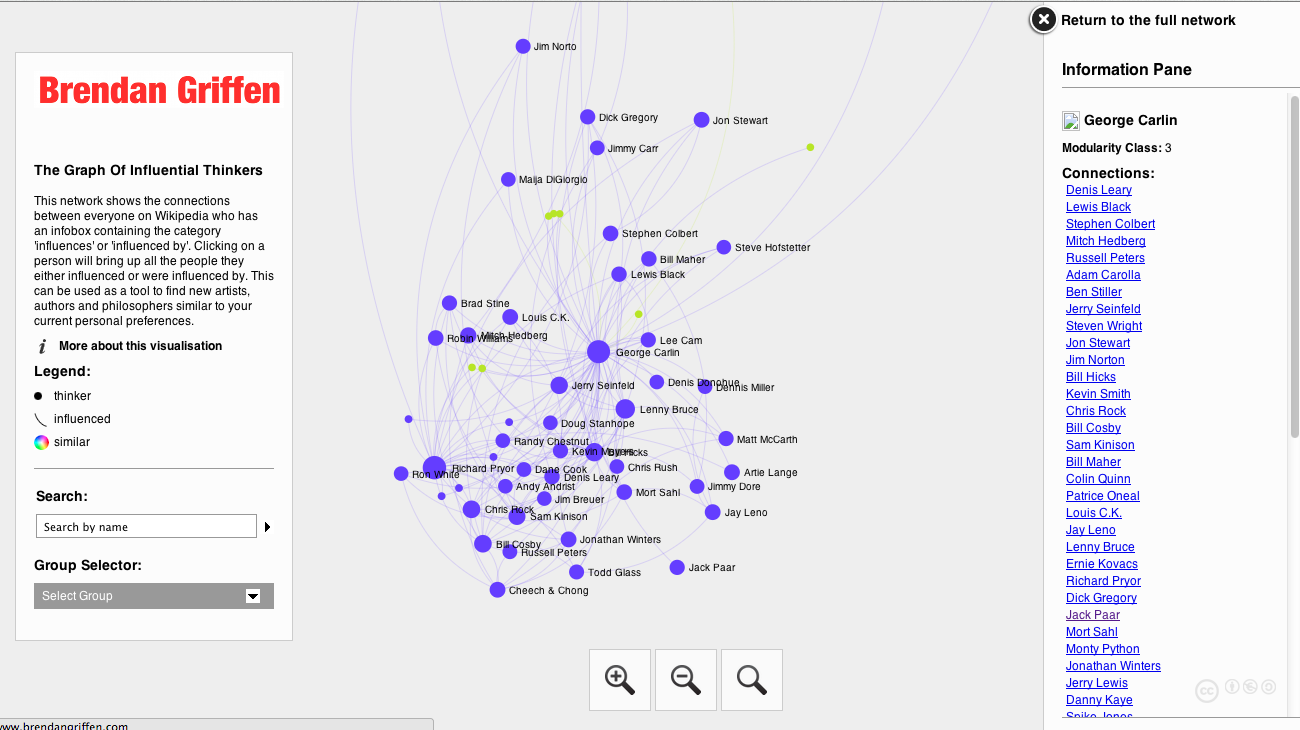 Brendan Griffen
The Graph Of Influential Thinkers
This network shows the connections
between everyone on Wikipedia who has
an infobox containing the category
'influences' or 'influenced by'. Clicking on a
person will bring up all the people they
either influenced or were influenced by. This
can be used as a tool to find new artists,
authors and philosophers similar to your
current personal preferences.
i More about this visualisation
Legend:
thinker
influenced
similar
Search:
Search by name
Group Selector:
Select Group
www.brendangriffen.com
Jim Norto
Dick Gregory
Jon Stewart
Jimmy Carr
Maija DiGiorgio
Stephen Colbert
Steve Hofstetter
Bill Maher
Lewis Black
Brad Stine
Louis C.K.
Robin Williams
Mitch Hedberg
Lee Cam
George Carlin
Jerry Seinfeld
Denis Donohue
Dennis Miller
Lenny Bruce
Doug Stanhope
Randy Chestnut
Matt McCarth
Kevin
Bill Hicks
Richard Pryor
Dane Cook
Chris Rush
Ron White
Denis Leary
Artie Lange
Andy Andrist
Mort Sahl
Jimmy Dore
Jim Breuer
Chris Rock
Sam Kinison
Jay Leno
Jonathan Winters
Bill Cosby
Russell Peters
Jack Paar
Todd Glass
Cheech & Chong
Return to the full network
Information Pane
George Carlin
Modularity Class: 3
Connections:
Denis Leary
Lewis Black
Stephen Colbert
Mitch Hedberg
Russell Peters
Adam Carolla
Ben Stiller
Jerry Seinfeld
Steven Wright
Jon Stewart
Jim Norton
Bill Hicks
Kevin Smith
Chris Rock
Bill Cosby
Sam Kinison
Bill Maher
Colin Quinn
Patrice Oneal
Louis C.K.
Jay Leno
Lenny Bruce
Ernie Kovacs
Richard Pryor
Dick Gregory
Jack Paar
Mort Sahl
Monty Python
Jonathan Winters
Jerry Lewis
Danny Kaye
Spike Jones
cc